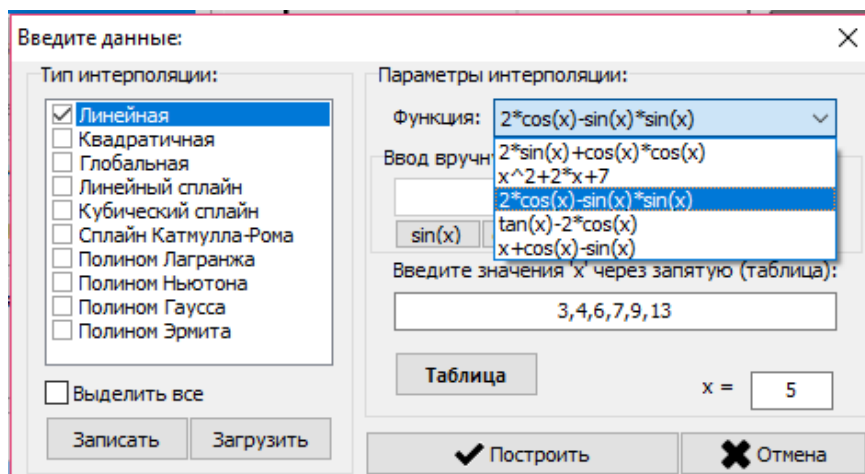 Введите данные:
Тип интерполяции:
Линейная
Квадратичная
Глобальная
Линейный сплайн
Кубический сплайн
Сплайн Катмулла-Рома
Полином Лагранжа
Полином Ньютона
Полином Гаусса
Полином Эрмита
Выделить все
Записать
Загрузить
Параметры интерполяции:
Функция: 2*cos(x)-sin(x)*sin(x)
2*sin(x)+cos(x)*cos(x)
x^2+2*x+7
2*cos(x)-sin(x)*sin(x)
tan(x)-2*cos(x)
x+cos(x)-sin(x)
Ввод
sin(x)
Введите значения 'x' через запятую (таблица):
3,4,6,7,9,13
Таблица
x = 5
Построить
Отмена